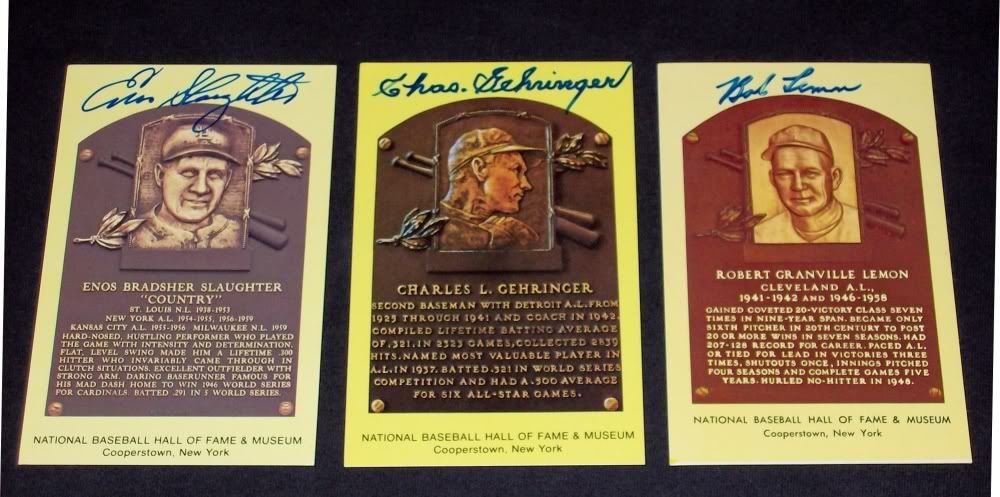 Enos Slaughter
ENOS BRADSHER SLAUGHTER
"COUNTRY"
ST. LOUIS N.L. 1938-1953
NEW YORK A.L. 1954-1955, 1956-1959
KANSAS CITY A.L. 1955-1956 MILWAUKEE N.L. 1959
HARD-NOSED, HUSTLING PERFORMER WHO PLAYED
THE GAME WITH INTENSITY AND DETERMINATION.
FLAT, LEVEL SWING MADE HIM A LIFETIME .300
HITTER WHO INVARIABLY CAME THROUGH IN
CLUTCH SITUATIONS. EXCELLENT OUTFIELDER WITH
STRONG ARM. DARING BASERUNNER FAMOUS FOR
HIS MAD DASH HOME TO WIN 1946 WORLD SERIES
FOR CARDINALS. BATTED .291 IN 5 WORLD SERIES.
NATIONAL BASEBALL HALL OF FAME & MUSEUM
Cooperstown, New York
Chas. Gehringer
CHARLES L. GEHRINGER
SECOND BASEMAN WITH DETROIT A.L. FROM
1925 THROUGH 1941 AND COACH IN 1942.
COMPILED LIFETIME BATTING AVERAGE
OF .321. IN 2323 GAMES, COLLECTED 2839
HITS. NAMED MOST VALUABLE PLAYER IN
A.L. IN 1937. BATTED .321 IN WORLD SERIES
COMPETITION AND HAD A .500 AVERAGE
FOR SIX ALL-STAR GAMES.
NATIONAL BASEBALL HALL OF FAME & MUSEUM
Cooperstown, New York
Bob Lemon
ROBERT GRANVILLE LEMON
CLEVELAND A.L.,
1941-1942 AND 1946-1958
GAINED COVETED 20-VICTORY CLASS SEVEN
TIMES IN NINE-YEAR SPAN. BECAME ONLY
SIXTH PITCHER IN 20TH CENTURY TO POST
20 OR MORE WINS IN SEVEN SEASONS. HAD
207-128 RECORD FOR CAREER. PACED A.L.
OR TIED FOR LEAD IN VICTORIES THREE
TIMES, SHUTOUTS ONCE, INNINGS PITCHED
FOUR SEASONS AND COMPLETE GAMES FIVE
YEARS. HURLED NO-HITTER IN 1948.
NATIONAL BASEBALL HALL OF FAME & MUSEUM
Cooperstown, New York